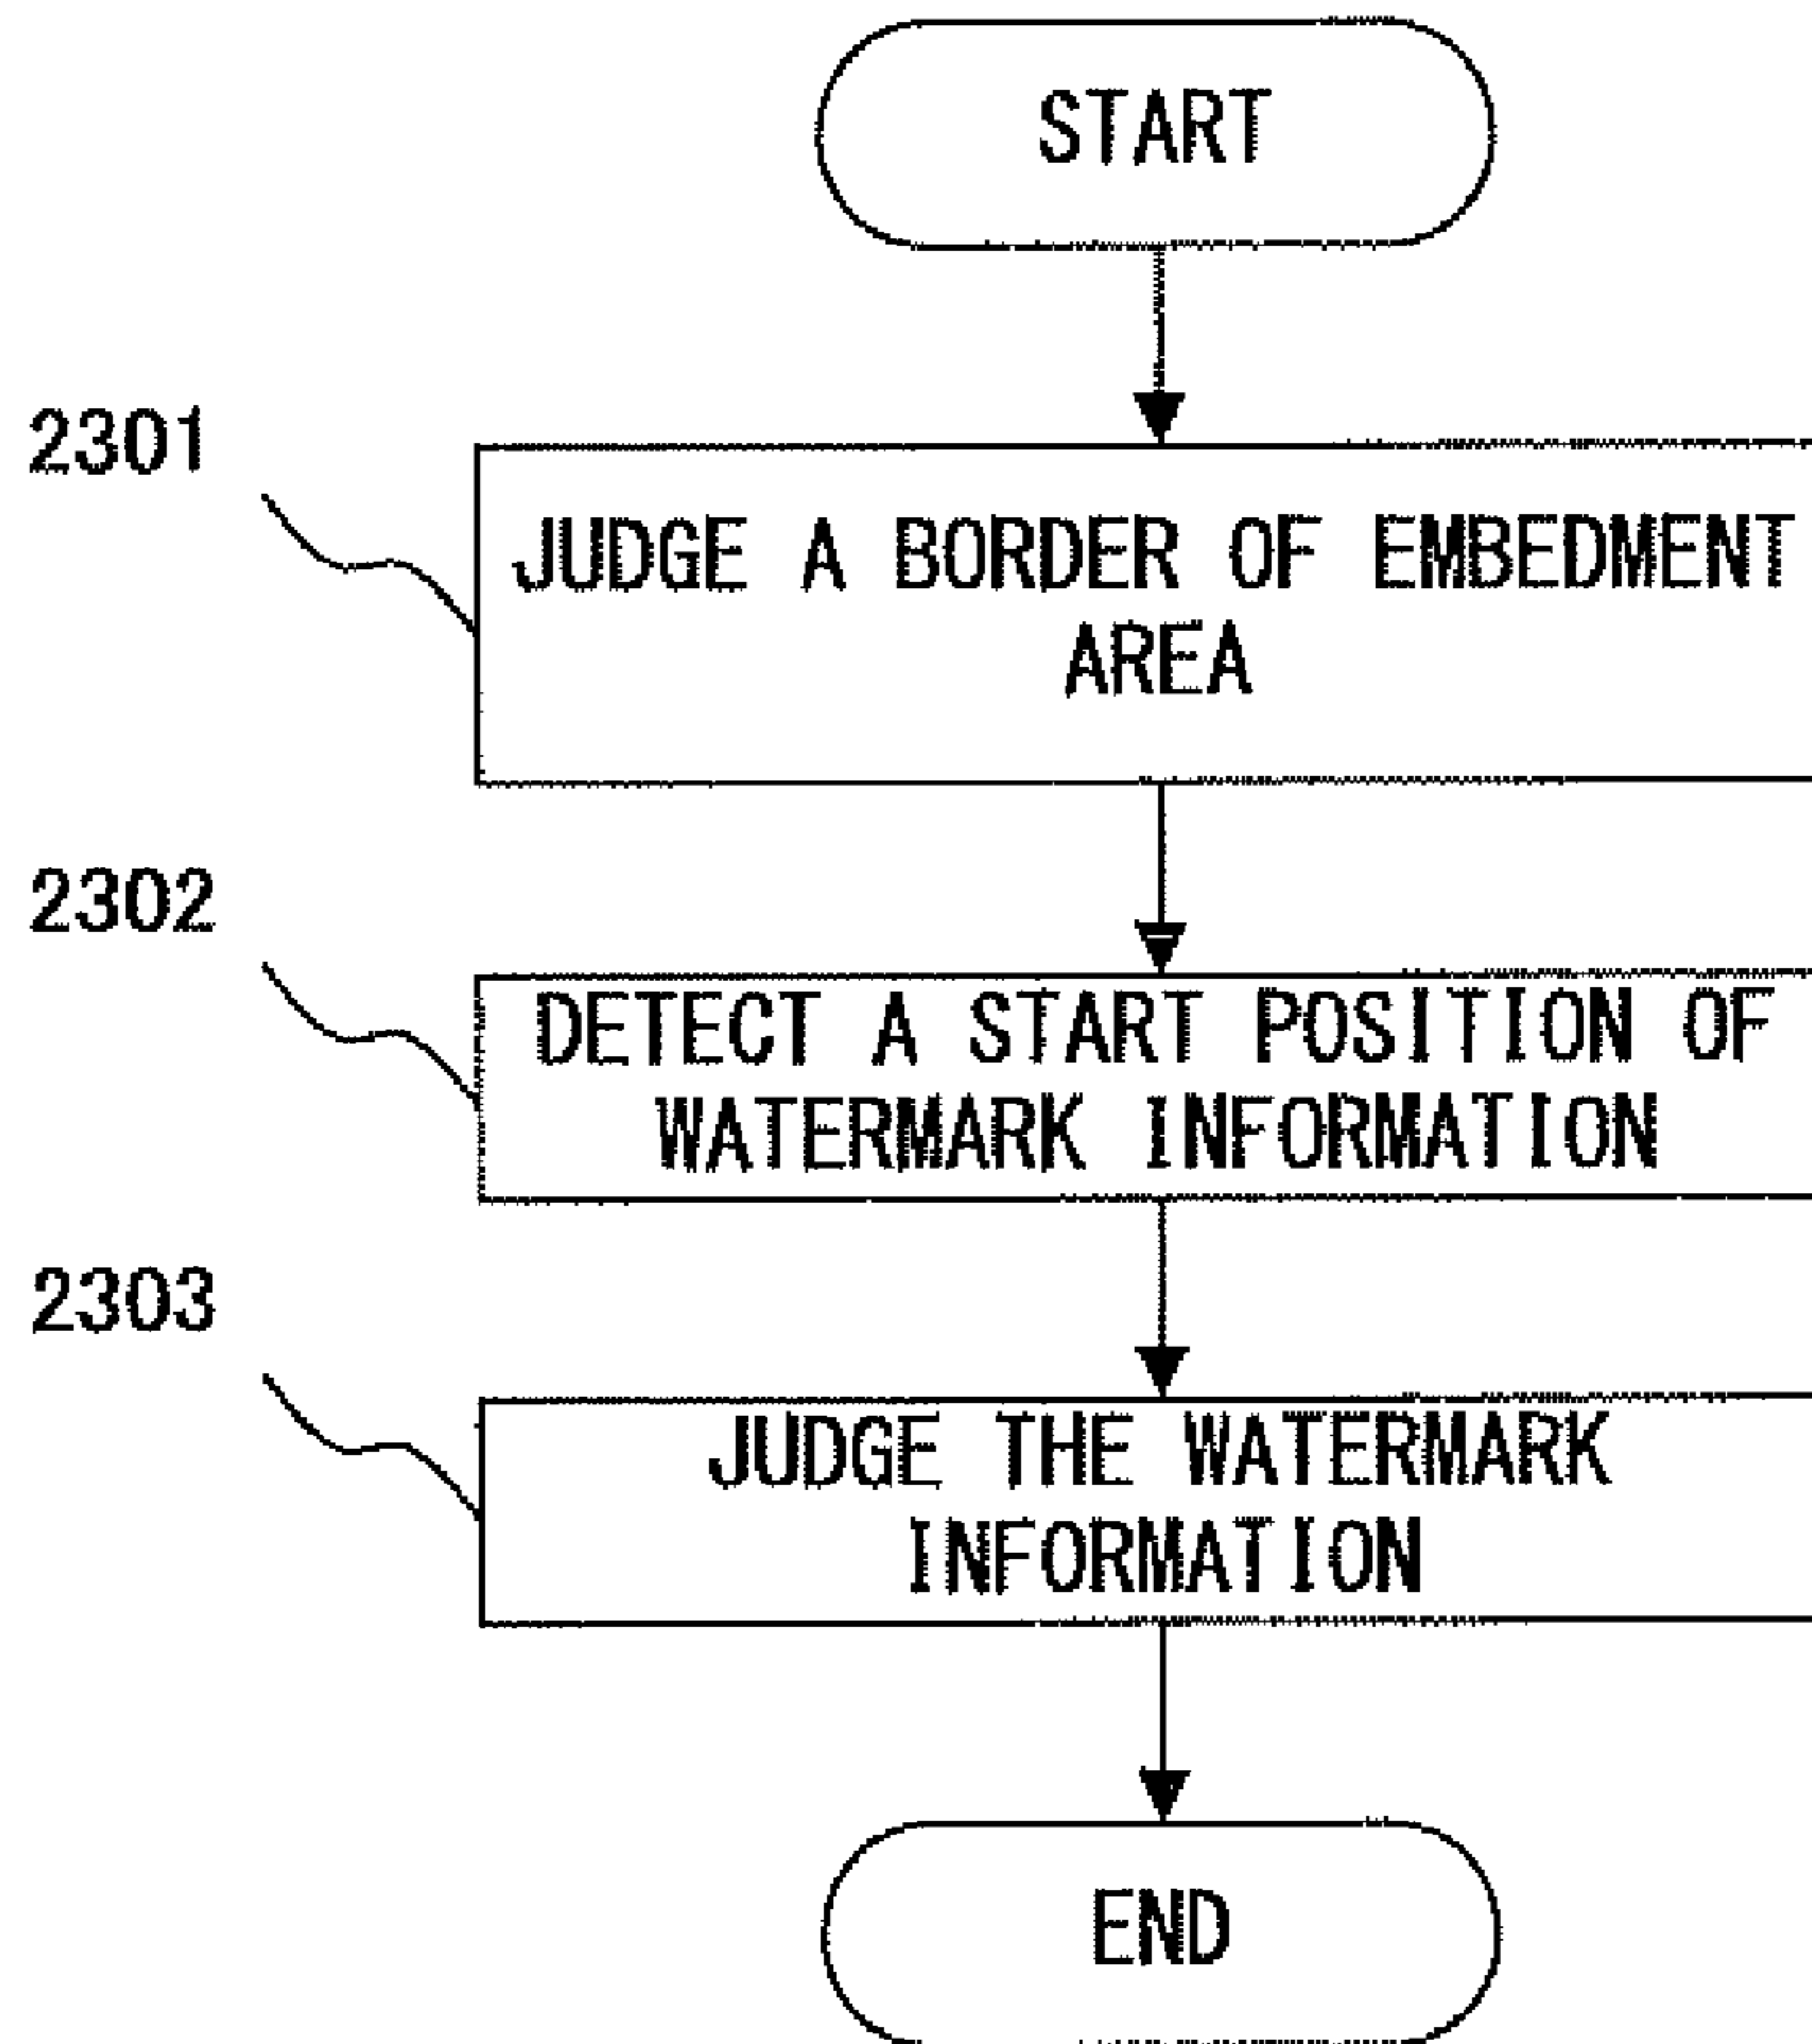 START
2301
JUDGE A BORDER OF EMBEDMENT
AREA
2302
DETECT A START POSITION OF
WATERMARK INFORMATION
2303
JUDGE THE WATERMARK
INFORMATION
END